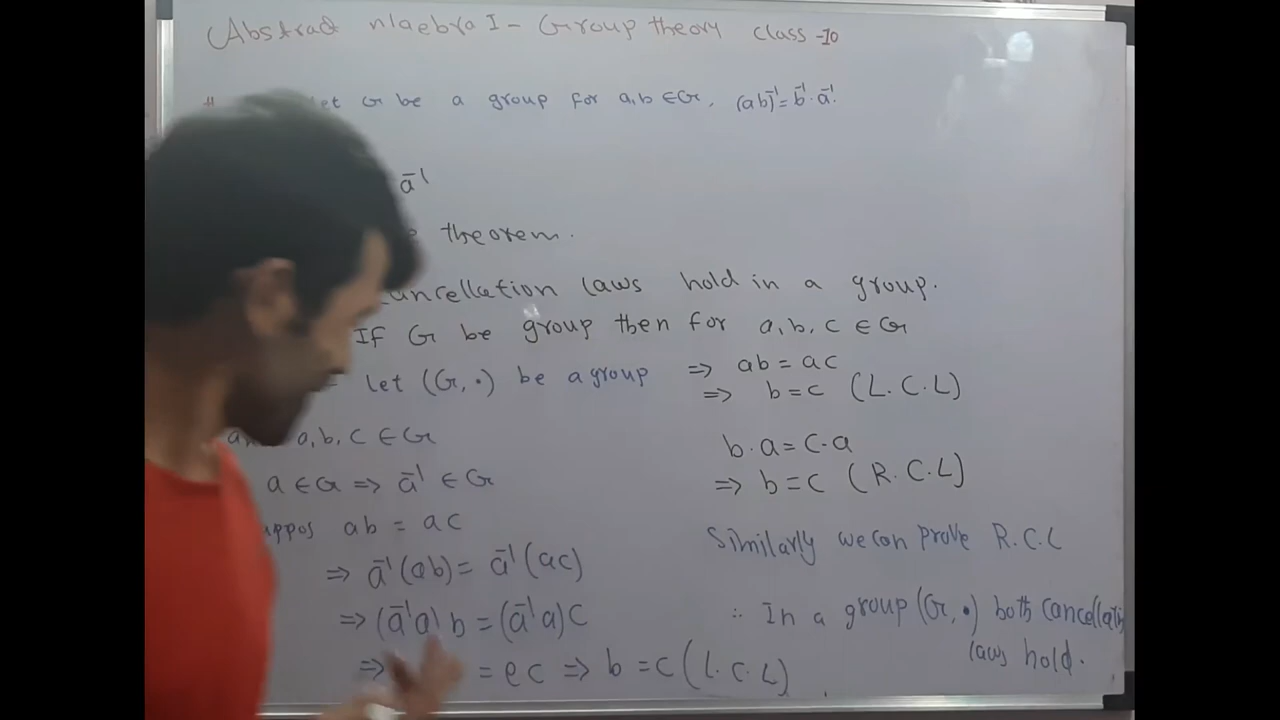 Abstract Algebra I - Group theory class -10
let G be a group for a,b ∈ G, (ab)⁻¹ = b⁻¹·a⁻¹.
a⁻¹
theorem.
Cancellation laws hold in a group.
If G be group then for a, b, c ∈ G
let (G, •) be a group
⇒ ab = ac
⇒ b = c (L.C.L)
a, b, c ∈ G
b·a = c·a
a ∈ G ⇒ a⁻¹ ∈ G
⇒ b = c (R.C.L)
suppos ab = ac
Similarly we can prove R.C.L
⇒ a⁻¹(ab) = a⁻¹(ac)
⇒ (a⁻¹a) b = (a⁻¹a) c
∴ In a group (G, •) both cancellati
laws hold.
⇒ = ec ⇒ b = c (L.C.L)